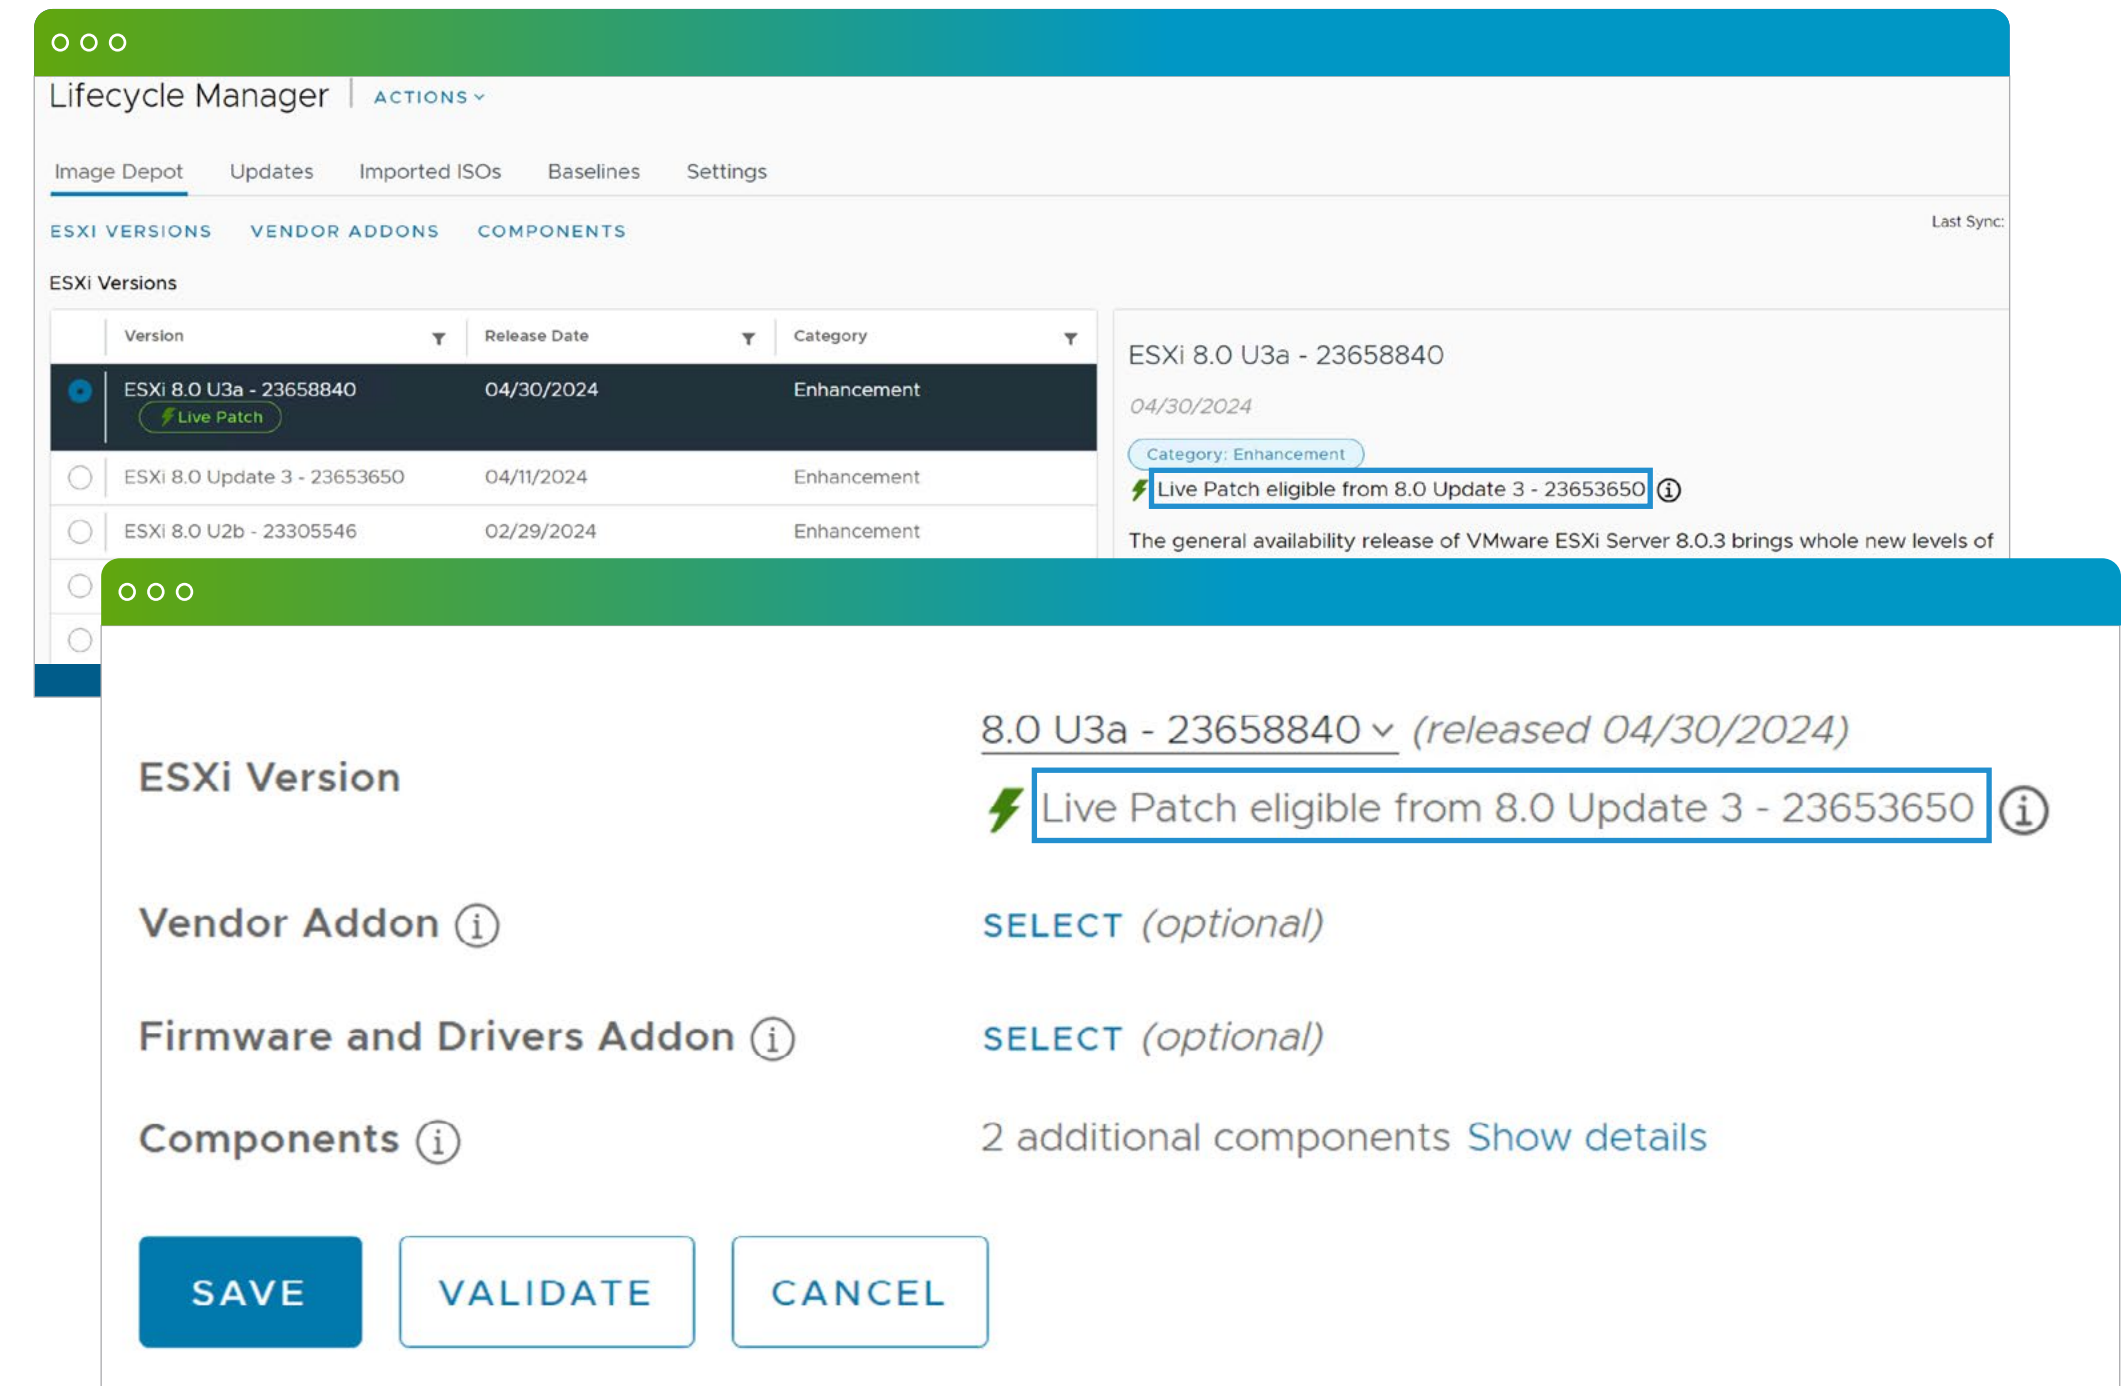 Lifecycle Manager ACTIONS
Image Depot Updates Imported ISOs Baselines Settings
ESXI VERSIONS VENDOR ADDONS COMPONENTS
Last Sync:
ESXi Versions
Version Release Date Category
ESXi 8.0 U3a - 23658840 04/30/2024 Enhancement
Live Patch
ESXi 8.0 Update 3 - 23653650 04/11/2024 Enhancement
ESXi 8.0 U2b - 23305546 02/29/2024 Enhancement
ESXi 8.0 U3a - 23658840
04/30/2024
Category: Enhancement
Live Patch eligible from 8.0 Update 3 - 23653650
The general availability release of VMware ESXi Server 8.0.3 brings whole new levels of
ESXi Version
8.0 U3a - 23658840 (released 04/30/2024)
Live Patch eligible from 8.0 Update 3 - 23653650
Vendor Addon SELECT (optional)
Firmware and Drivers Addon SELECT (optional)
Components 2 additional components Show details
SAVE VALIDATE CANCEL